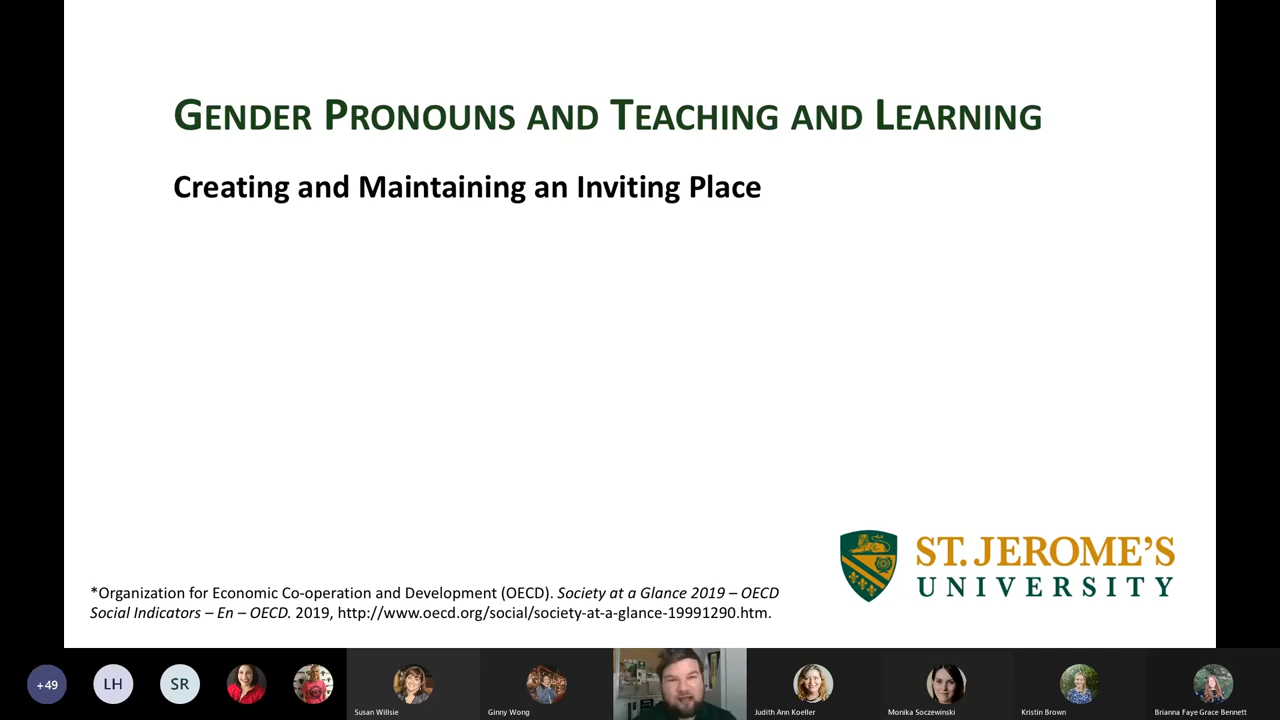 GENDER PRONOUNS AND TEACHING AND LEARNING
Creating and Maintaining an Inviting Place
ST. JEROME'S
UNIVERSITY
*Organization for Economic Co-operation and Development (OECD). Society at a Glance 2019 – OECD
Social Indicators – En – OECD. 2019, http://www.oecd.org/social/society-at-a-glance-19991290.htm.
+49
LH
SR
Susan Willsie
Ginny Wong
Judith Ann Koeller
Monika Soczewinski
Kristin Brown
Brianna Faye Grace Bennett